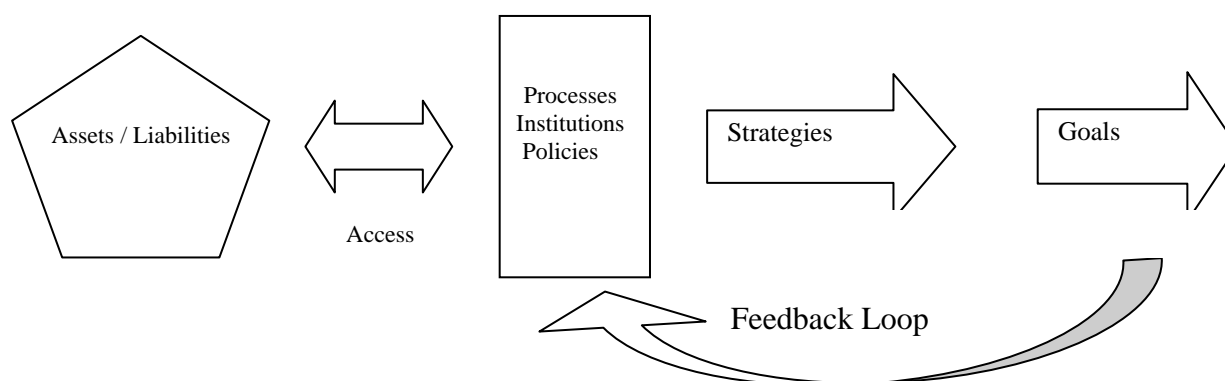 Assets / Liabilities
Access
Processes
Institutions
Policies
Strategies
Goals
Feedback Loop